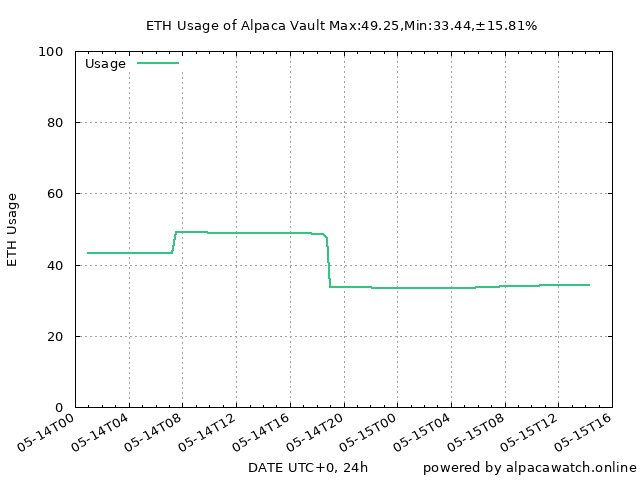 ETH Usage of Alpaca Vault Max:49.25,Min:33.44,±15.81%
Usage
100
80
60
40
20
0
ETH Usage
05-14T00
05-14T04
05-14T08
05-14T12
05-14T16
05-14T20
05-15T00
05-15T04
05-15T08
05-15T12
05-15T16
DATE UTC+0, 24h
powered by alpacawatch.online